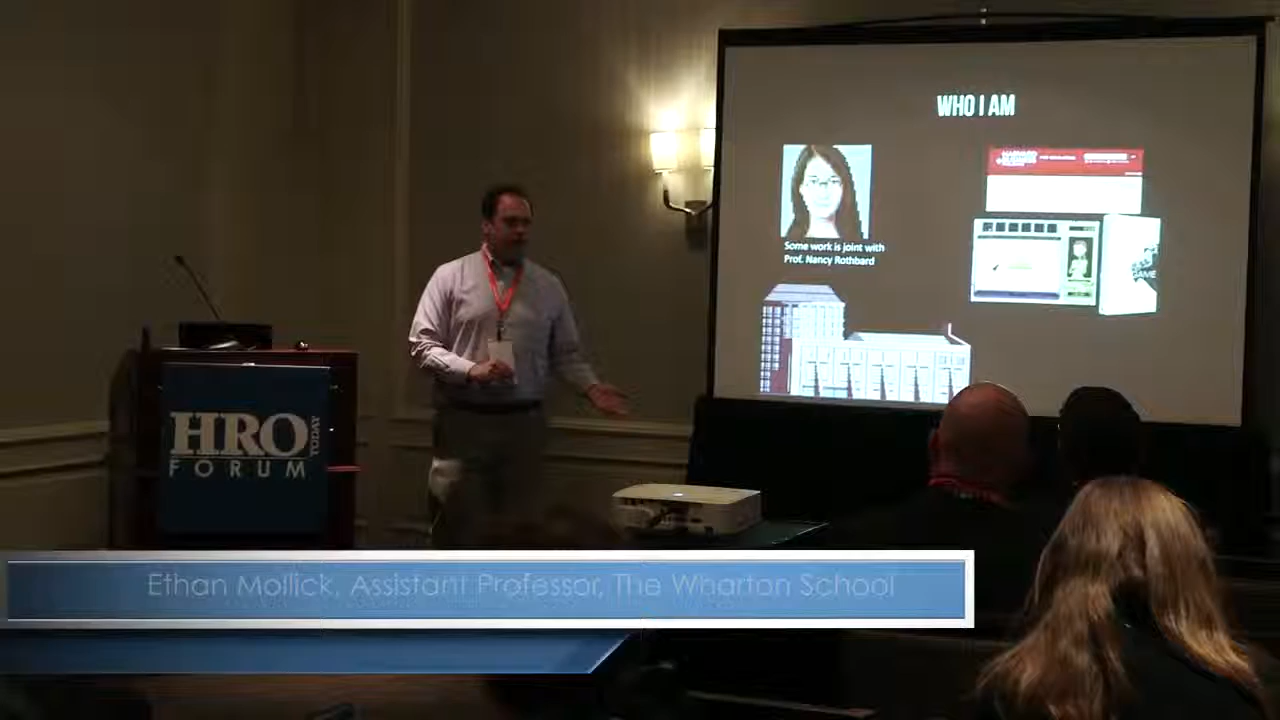 WHO I AM
Some work is joint with
Prof. Nancy Rothbard
GAME
HRO
TODAY
FORUM
Ethan Mollick, Assistant Professor, The Wharton School